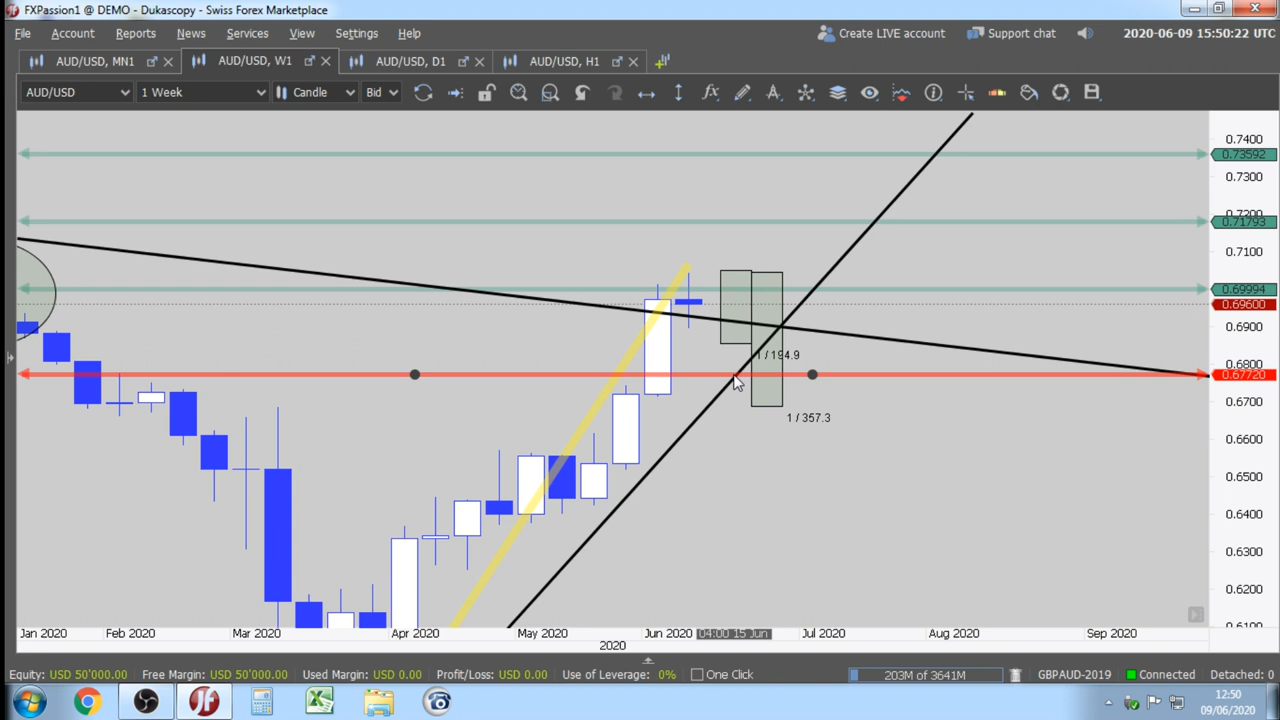 FXPassion1 @ DEMO - Dukascopy - Swiss Forex Marketplace
File Account Reports News Services View Settings Help Create LIVE account Support chat 2020-06-09 15:50:22 UTC
AUD/USD, MN1 AUD/USD, W1 AUD/USD, D1 AUD/USD, H1
AUD/USD 1 Week Candle Bid
0.7400
0.73592
0.7300
0.7200
0.71793
0.7100
0.69994
0.69600
0.6900
1 / 194.9
0.6800
0.67720
0.6700
1 / 357.3
0.6600
0.6500
0.6400
0.6300
0.6200
0.6100
Jan 2020 Feb 2020 Mar 2020 Apr 2020 May 2020 Jun 2020 04:00 15 Jun Jul 2020 Aug 2020 Sep 2020
2020
Equity: USD 50'000.00 Free Margin: USD 50'000.00 Used Margin: USD 0.00 Profit/Loss: USD 0.00 Use of Leverage: 0% One Click 203M of 3641M GBPAUD-2019 Connected Detached: 0
12:50
09/06/2020